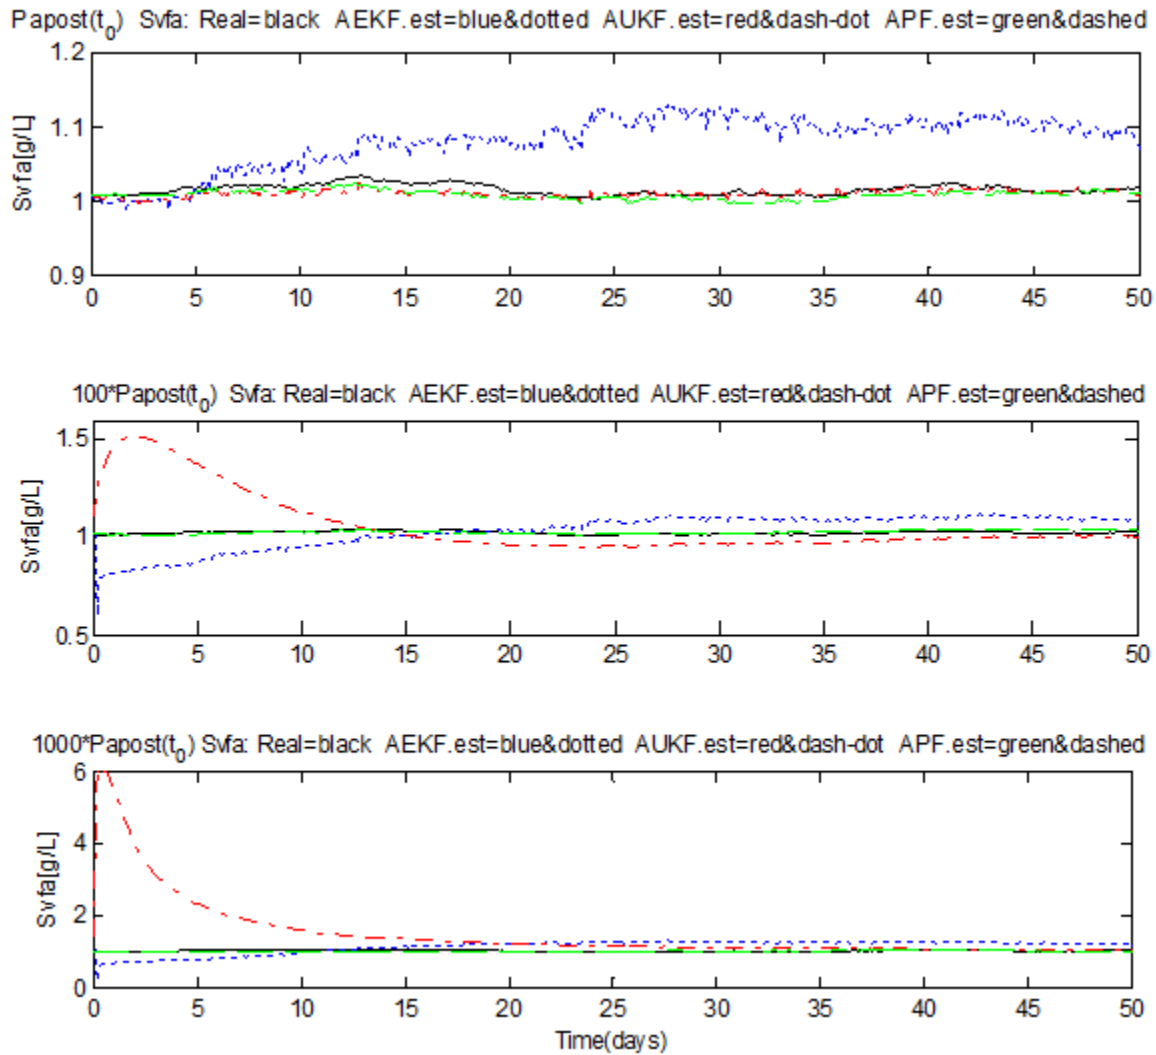 Papost(t0) Svfa: Real=black AEKF.est=blue&dotted AUKF.est=red&dash-dot APF.est=green&dashed
1.2
1.1
1
0.9
Svfa[g/L]
0 5 10 15 20 25 30 35 40 45 50
100*Papost(t0) Svfa: Real=black AEKF.est=blue&dotted AUKF.est=red&dash-dot APF.est=green&dashed
1.5
1
0.5
Svfa[g/L]
0 5 10 15 20 25 30 35 40 45 50
1000*Papost(t0) Svfa: Real=black AEKF.est=blue&dotted AUKF.est=red&dash-dot APF.est=green&dashed
6
4
2
0
Svfa[g/L]
0 5 10 15 20 25 30 35 40 45 50
Time(days)